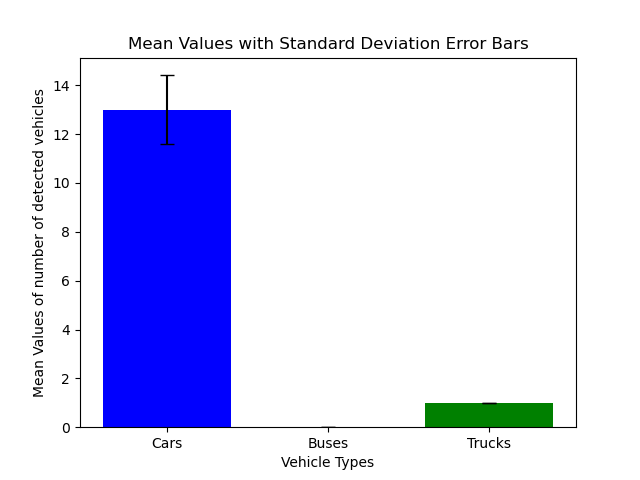 Mean Values with Standard Deviation Error Bars
Mean Values of number of detected vehicles
14
12
10
8
6
4
2
0
Cars
Buses
Trucks
Vehicle Types